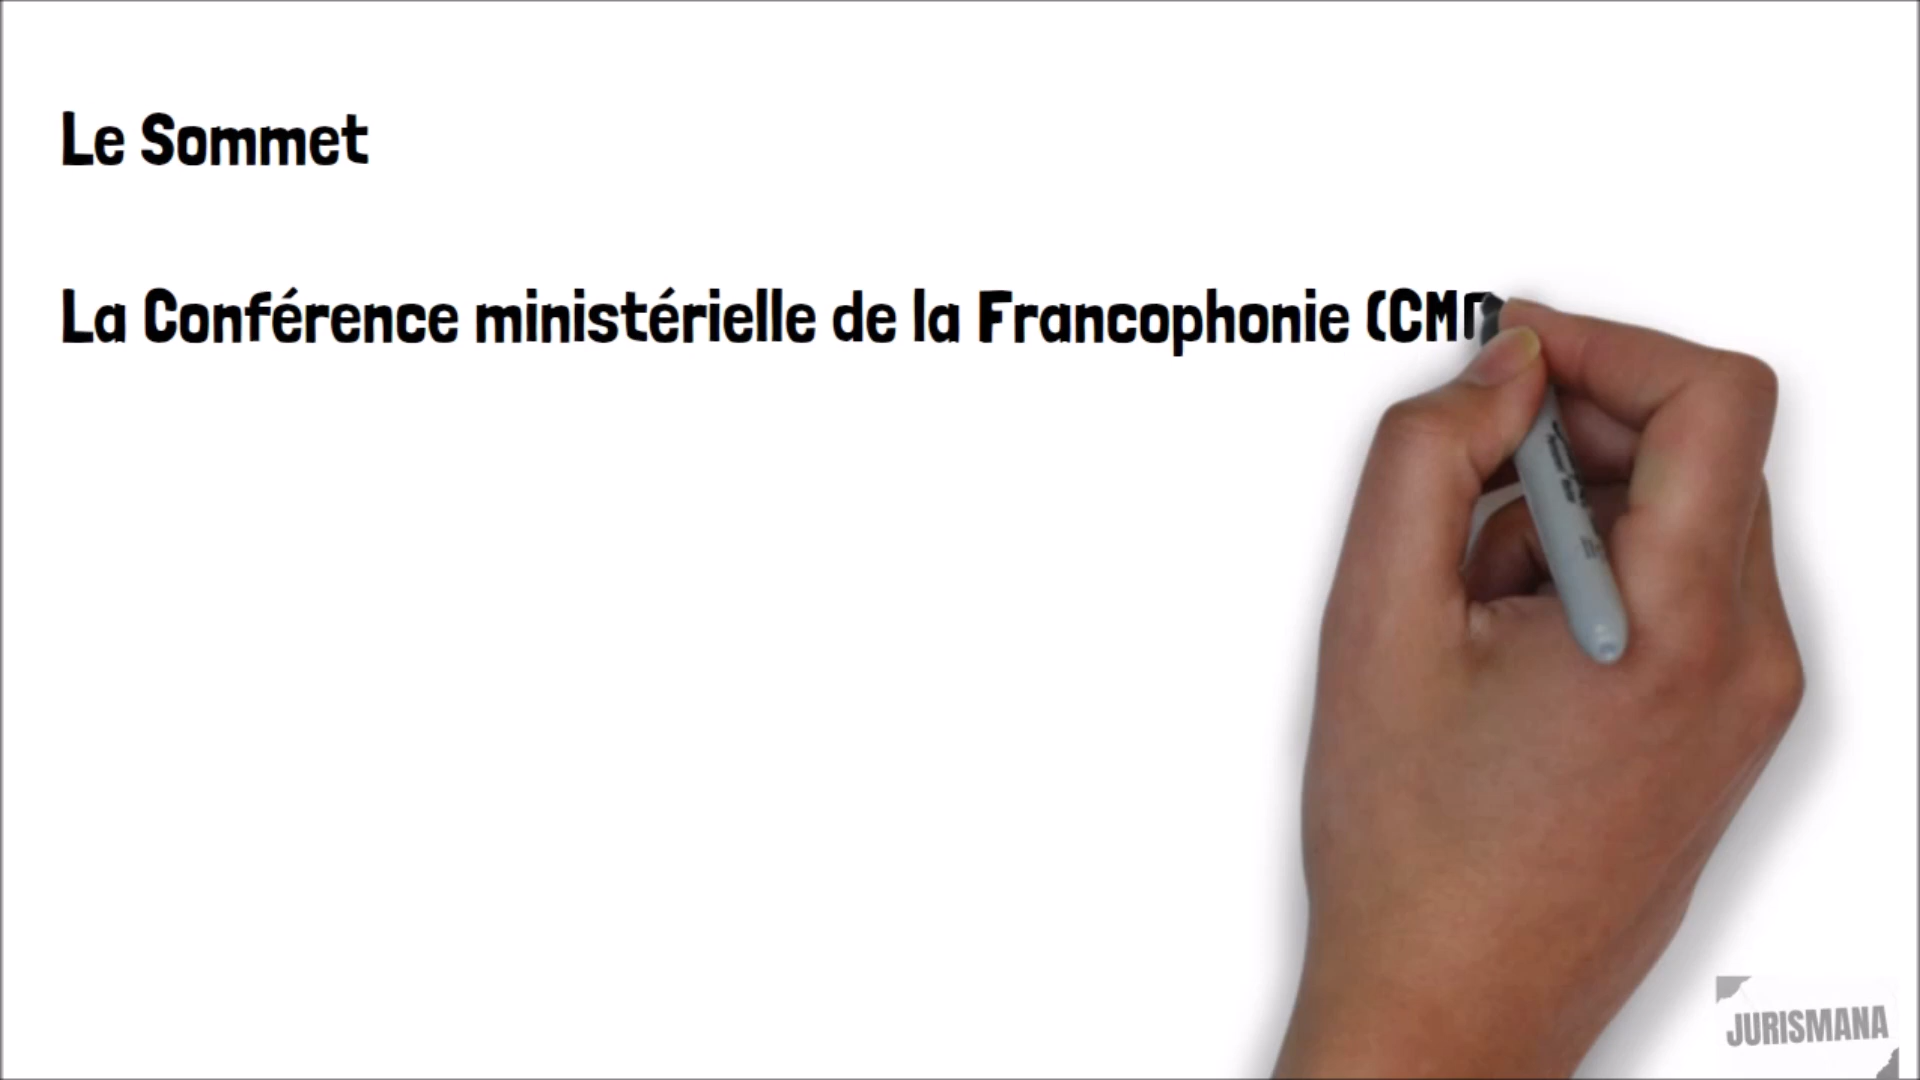 Le Sommet
La Conférence ministérielle de la Francophonie (CM
JURISMANA